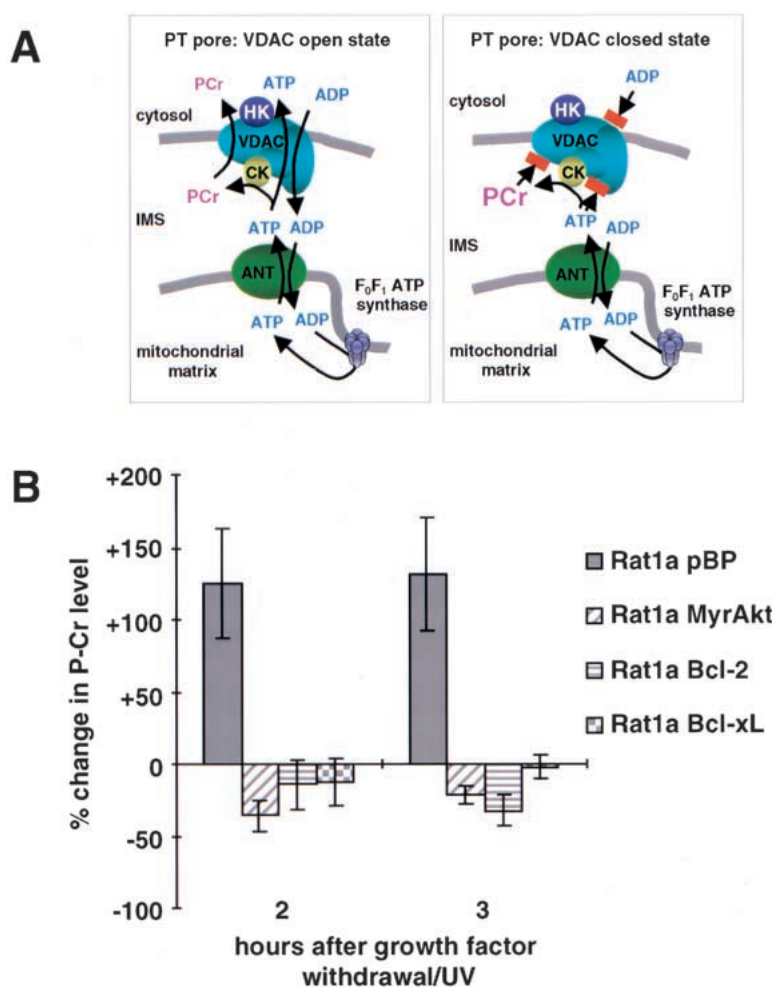 A
PT pore: VDAC open state
PCr
ATP
ADP
cytosol
HK
VDAC
CK
PCr
IMS
ATP ADP
ANT
F₀F₁ ATP
synthase
ATP ADP
mitochondrial
matrix
PT pore: VDAC closed state
ADP
cytosol
HK
VDAC
CK
PCr
ATP ADP
IMS
ANT
F₀F₁ ATP
synthase
ATP ADP
mitochondrial
matrix
B
% change in P-Cr level
+200
+150
+100
+50
0
-50
-100
2 3
hours after growth factor
withdrawal/UV
Rat1a pBP
Rat1a MyrAkt
Rat1a Bcl-2
Rat1a Bcl-xL